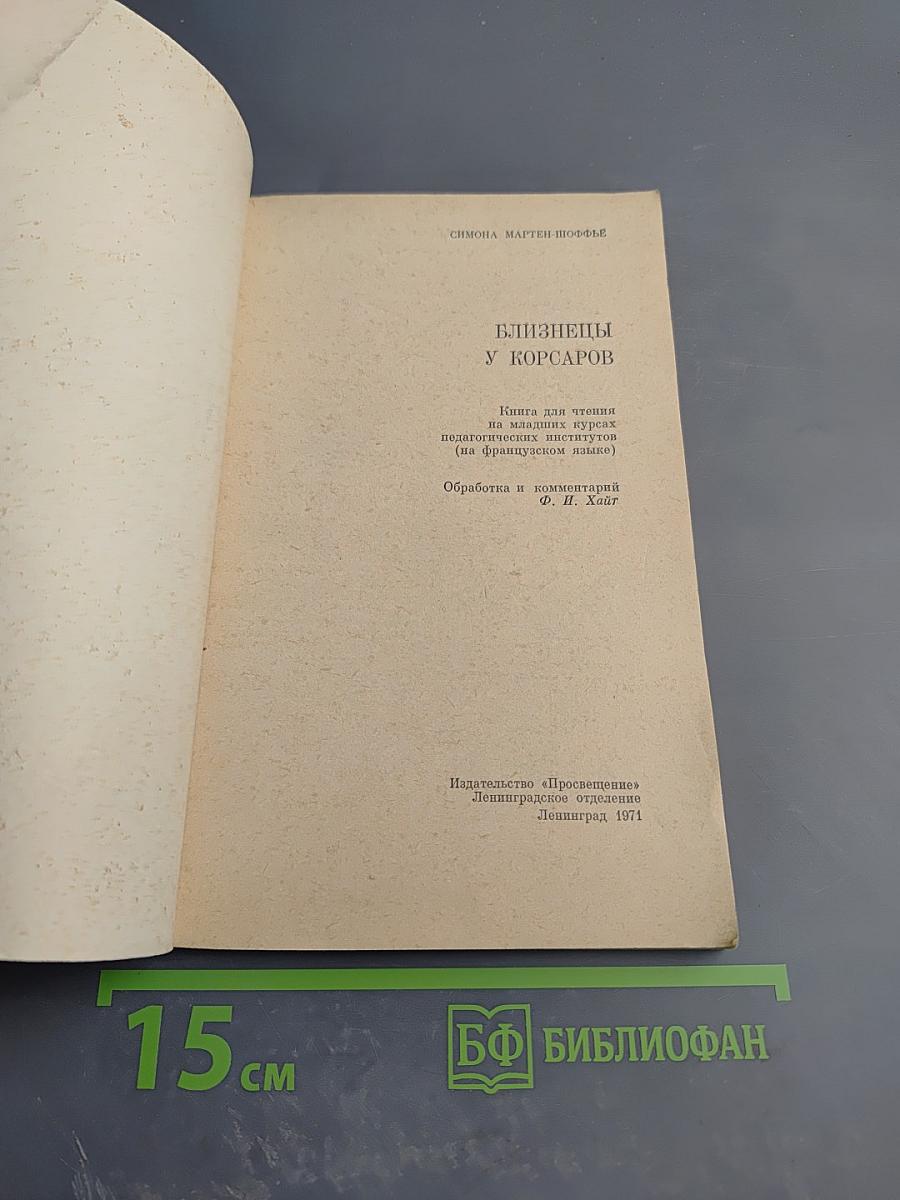 СИМОНА МАРТЕН-ШОФФЬЕ
БЛИЗНЕЦЫ
У КОРСАРОВ
Книга для чтения
на младших курсах
педагогических институтов
(на французском языке)
Обработка и комментарий
Ф. И. Хайт
Издательство «Просвещение»
Ленинградское отделение
Ленинград 1971
15 см
БФ БИБЛИОФАН